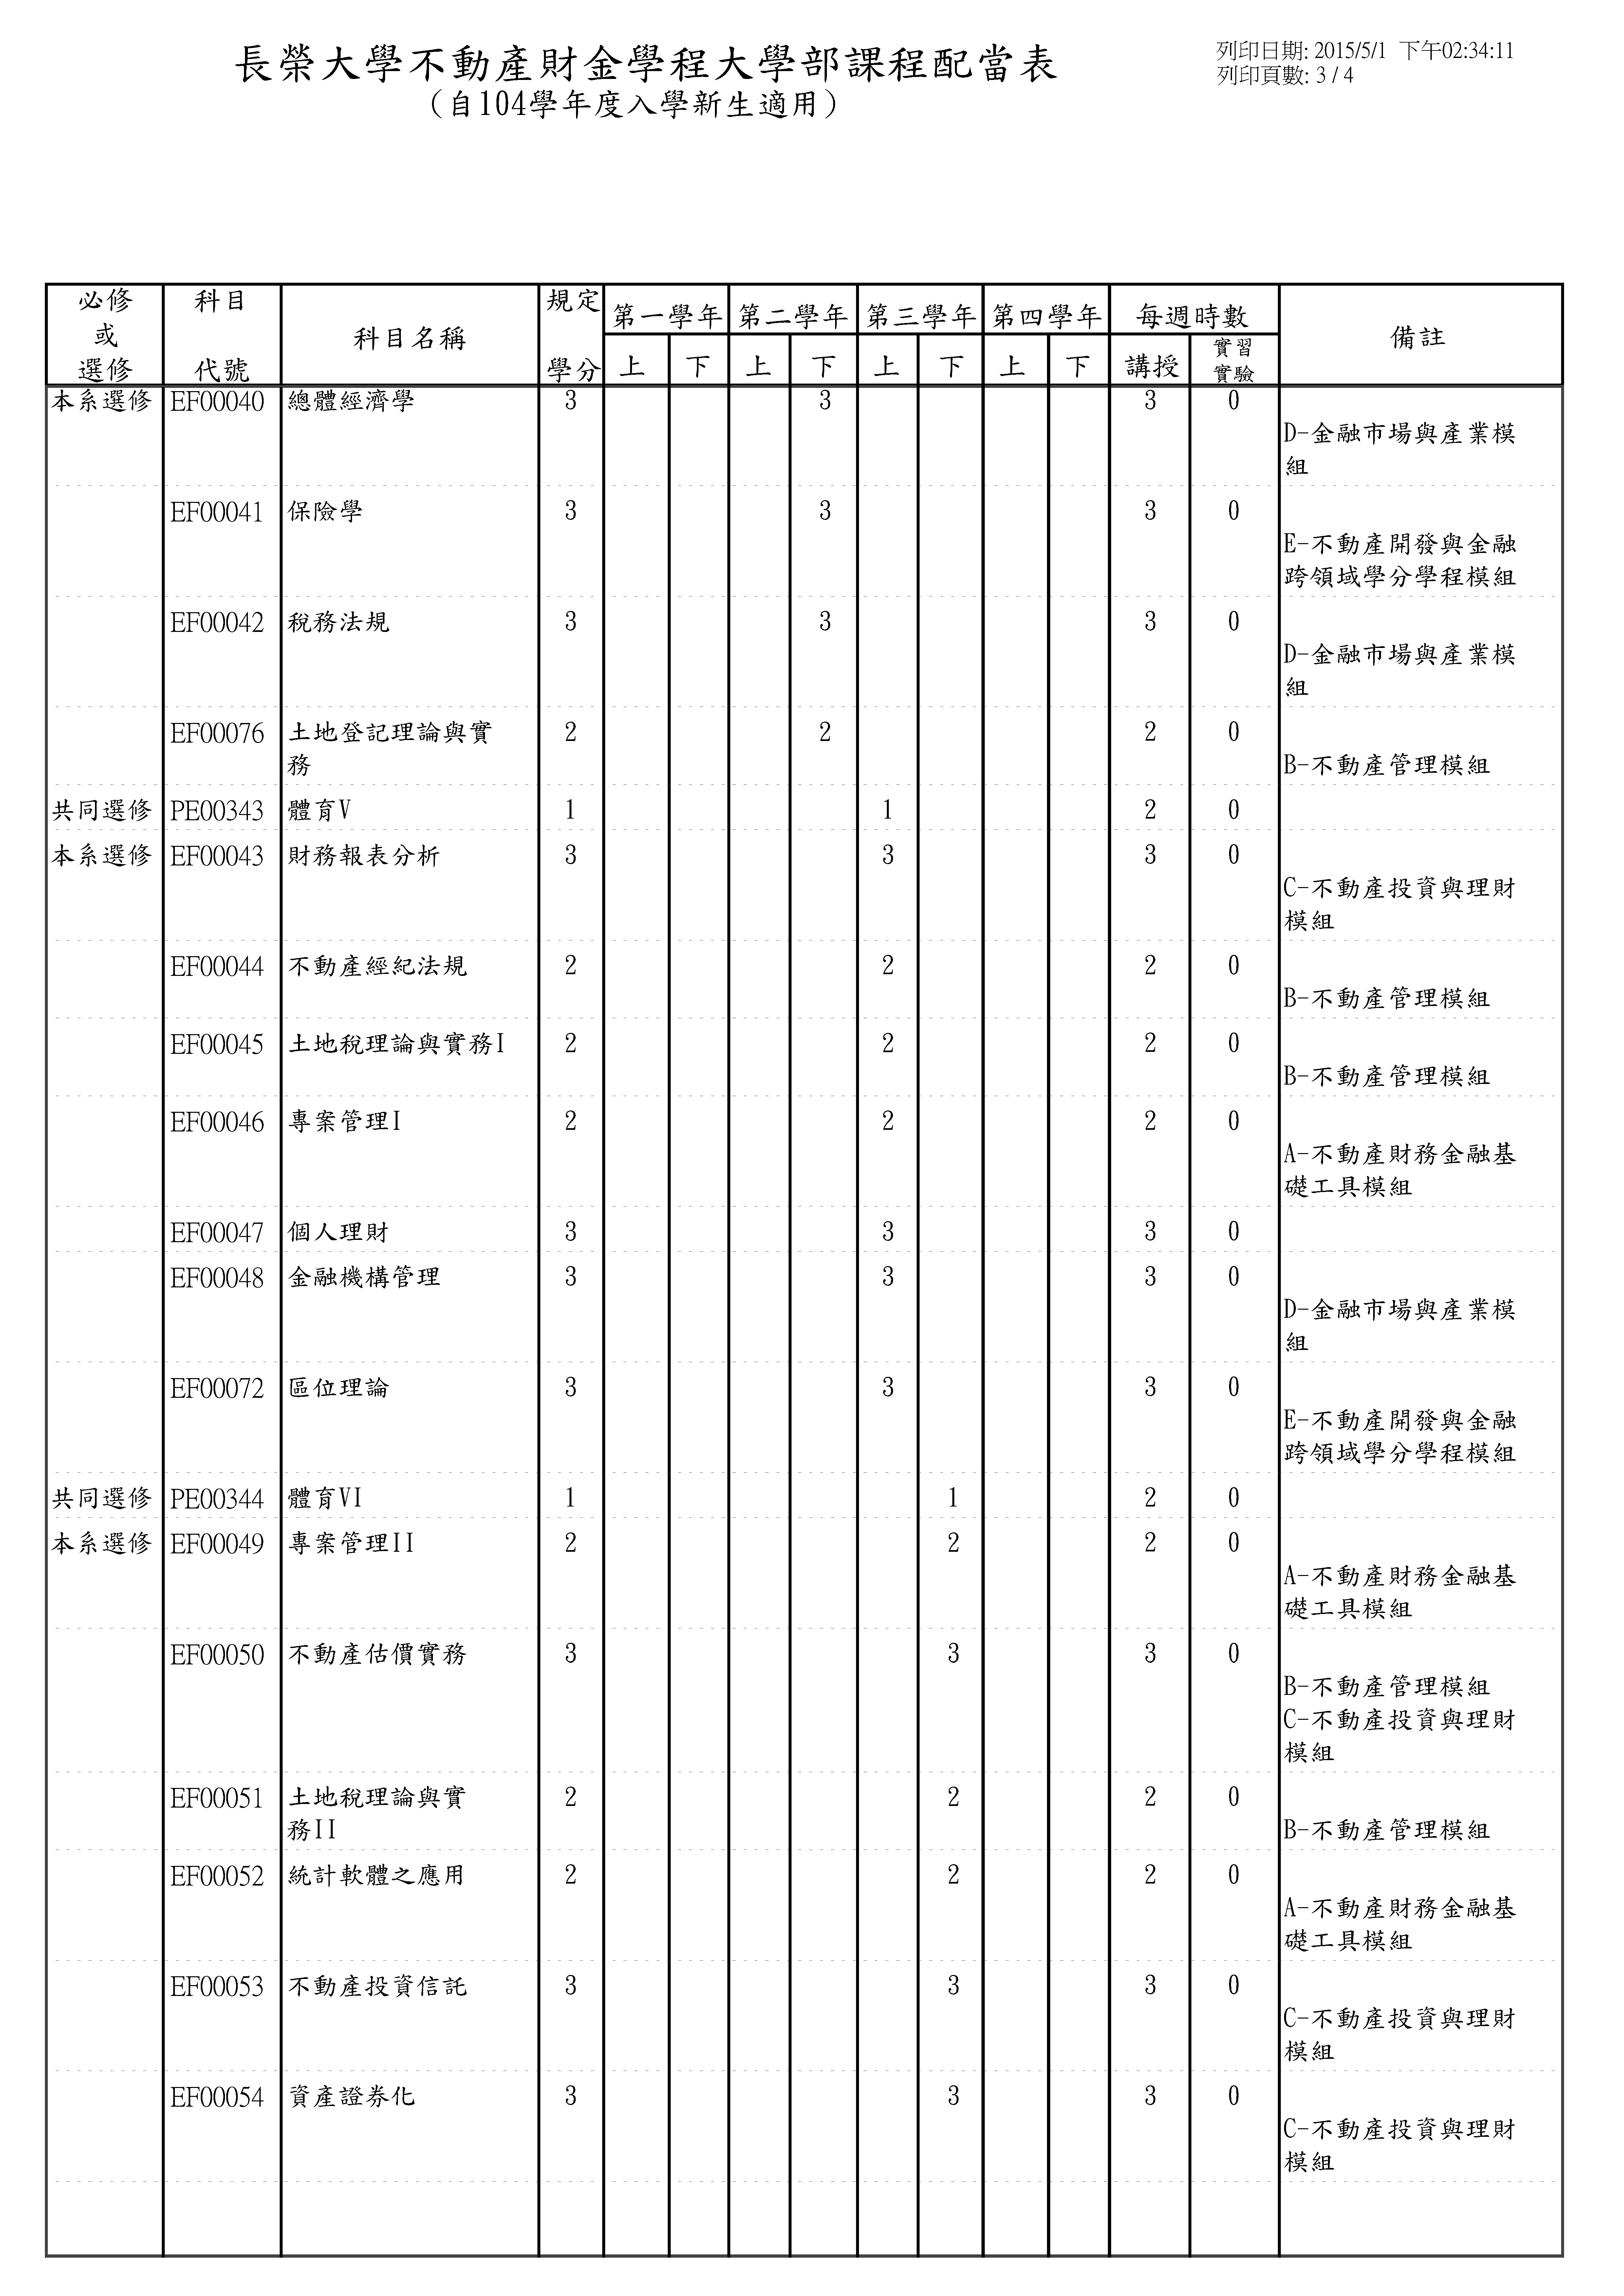 長榮大學不動產財金學程大學部課程配當表
（自104學年度入學新生適用）
列印日期: 2015/5/1 下午02:34:11
列印頁數: 3 / 4
必修或選修 科目代號 科目名稱 規定學分 第一學年 第二學年 第三學年 第四學年 每週時數 備註
上 下 上 下 上 下 上 下 講授 實習實驗
本系選修 EF00040 總體經濟學 3 3 3 0
D-金融市場與產業模
組
EF00041 保險學 3 3 3 0
E-不動產開發與金融
跨領域學分學程模組
EF00042 稅務法規 3 3 3 0
D-金融市場與產業模
組
EF00076 土地登記理論與實 2 2 2 0
務 B-不動產管理模組
共同選修 PE00343 體育V 1 1 2 0
本系選修 EF00043 財務報表分析 3 3 3 0
C-不動產投資與理財
模組
EF00044 不動產經紀法規 2 2 2 0
B-不動產管理模組
EF00045 土地稅理論與實務I 2 2 2 0
B-不動產管理模組
EF00046 專案管理I 2 2 2 0
A-不動產財務金融基
礎工具模組
EF00047 個人理財 3 3 3 0
EF00048 金融機構管理 3 3 3 0
D-金融市場與產業模
組
EF00072 區位理論 3 3 3 0
E-不動產開發與金融
跨領域學分學程模組
共同選修 PE00344 體育VI 1 1 2 0
本系選修 EF00049 專案管理II 2 2 2 0
A-不動產財務金融基
礎工具模組
EF00050 不動產估價實務 3 3 3 0
B-不動產管理模組
C-不動產投資與理財
模組
EF00051 土地稅理論與實 2 2 2 0
務II B-不動產管理模組
EF00052 統計軟體之應用 2 2 2 0
A-不動產財務金融基
礎工具模組
EF00053 不動產投資信託 3 3 3 0
C-不動產投資與理財
模組
EF00054 資產證券化 3 3 3 0
C-不動產投資與理財
模組